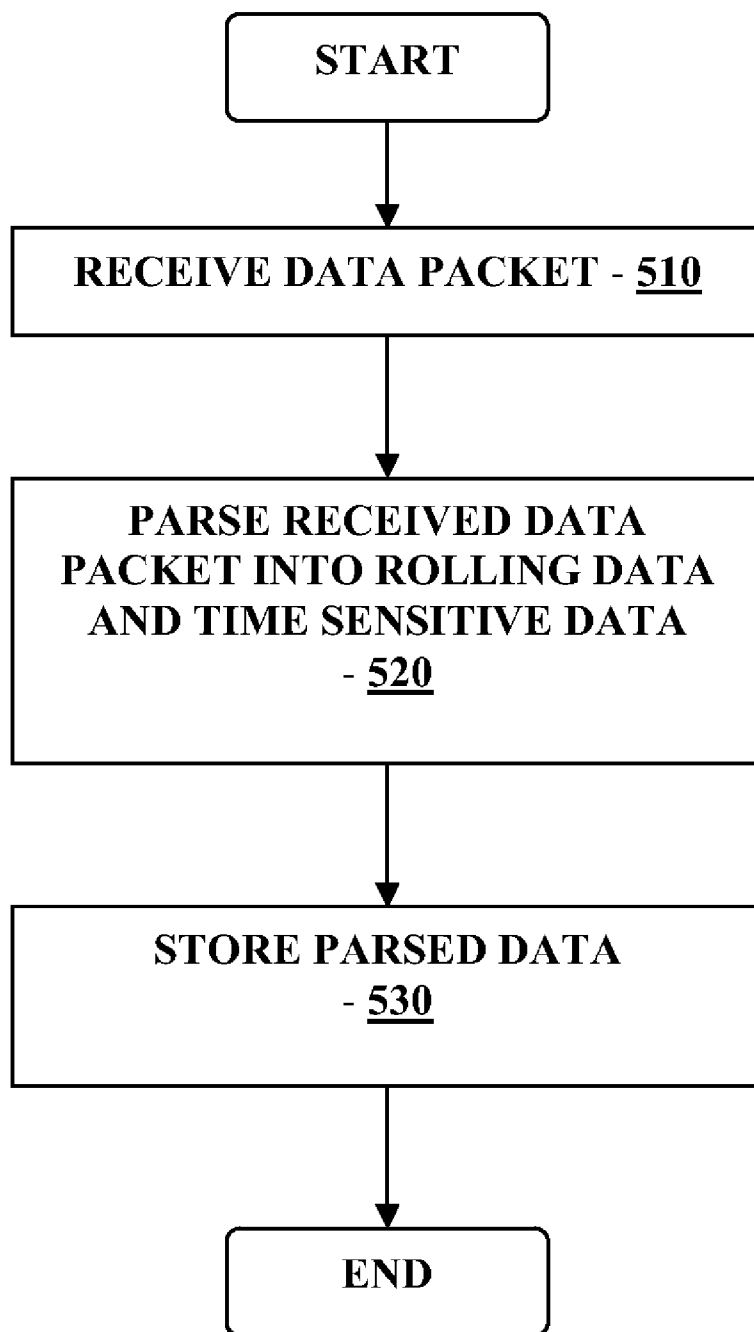 START
RECEIVE DATA PACKET - 510
PARSE RECEIVED DATA
PACKET INTO ROLLING DATA
AND TIME SENSITIVE DATA
- 520
STORE PARSED DATA
- 530
END